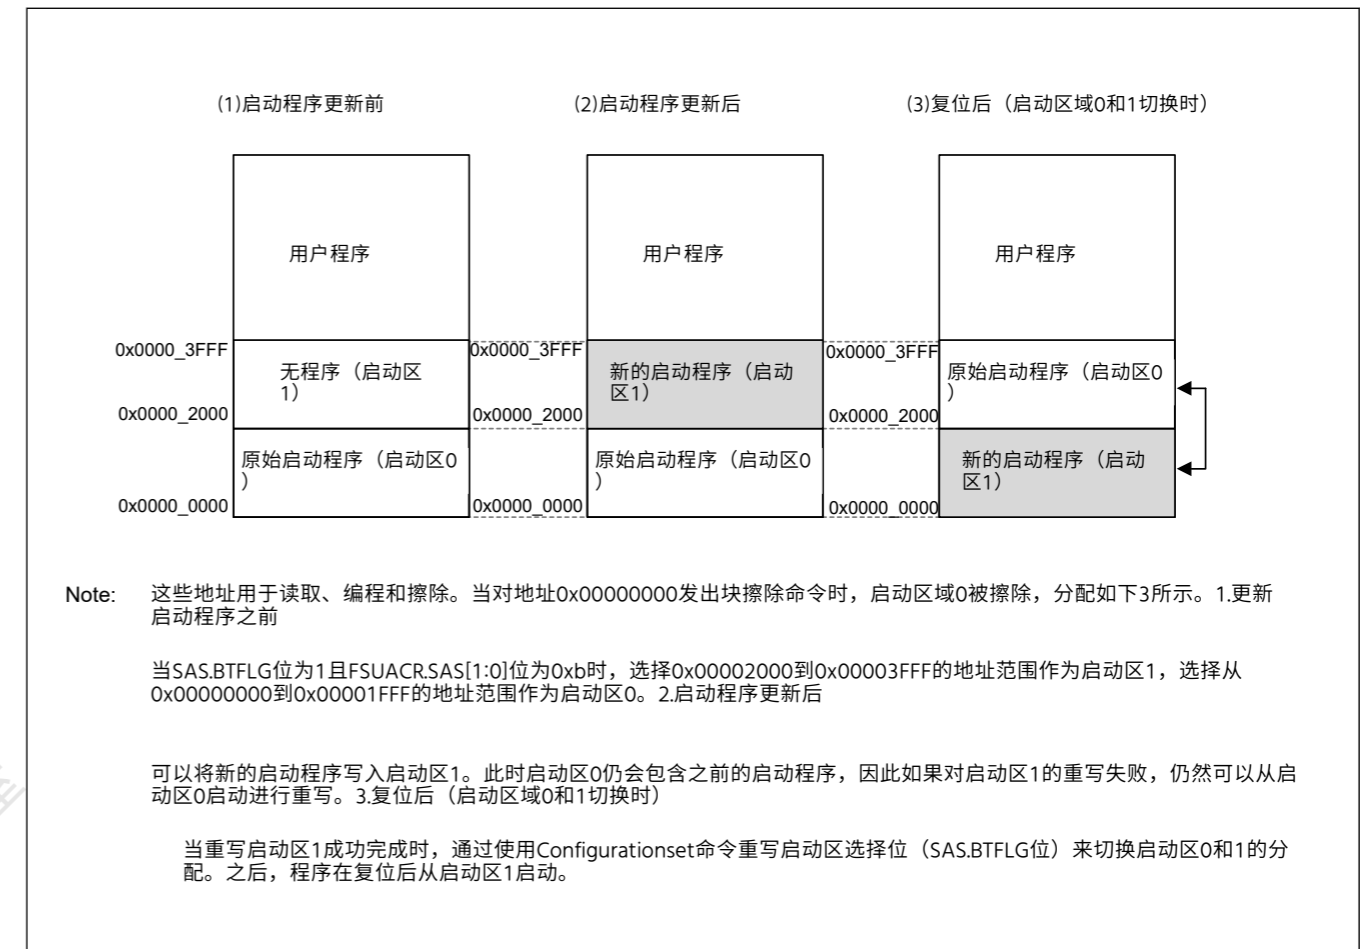 (1)启动程序更新前
(2)启动程序更新后
(3)复位后（启动区域0和1切换时）
用户程序
用户程序
用户程序
0x0000_3FFF
无程序（启动区
1）
0x0000_2000
原始启动程序（启动区0
）
0x0000_0000
0x0000_3FFF
新的启动程序（启动
区1）
0x0000_2000
原始启动程序（启动区0
）
0x0000_0000
0x0000_3FFF
原始启动程序（启动区0
）
0x0000_2000
新的启动程序（启动
区1）
0x0000_0000
Note: 这些地址用于读取、编程和擦除。当对地址0x00000000发出块擦除命令时，启动区域0被擦除，分配如下3所示。1.更新
启动程序之前
当SAS.BTFLG位为1且FSUACR.SAS[1:0]位为0xb时，选择0x00002000到0x00003FFF的地址范围作为启动区1，选择从
0x00000000到0x00001FFF的地址范围作为启动区0。2.启动程序更新后
可以将新的启动程序写入启动区1。此时启动区0仍会包含之前的启动程序，因此如果对启动区1的重写失败，仍然可以从启
动区0启动进行重写。3.复位后（启动区域0和1切换时）
当重写启动区1成功完成时，通过使用Configurationset命令重写启动区选择位（SAS.BTFLG位）来切换启动区0和1的分
配。之后，程序在复位后从启动区1启动。